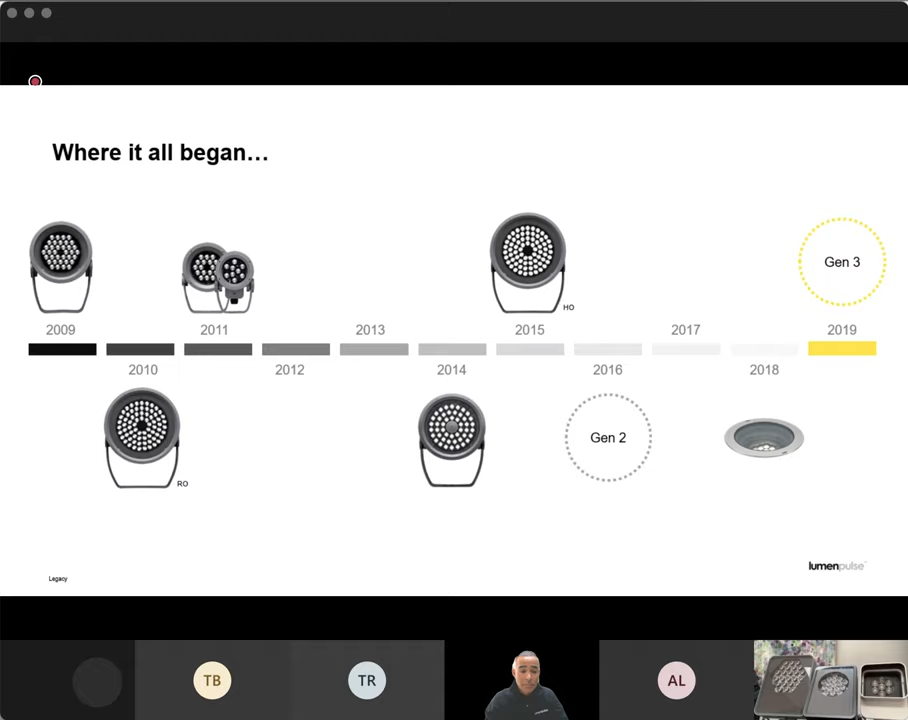 Where it all began...
HO
Gen 3
2009
2011
2013
2015
2017
2019
2010
2012
2014
2016
2018
Gen 2
RO
lumenpulse
Legacy
TB
TR
AL